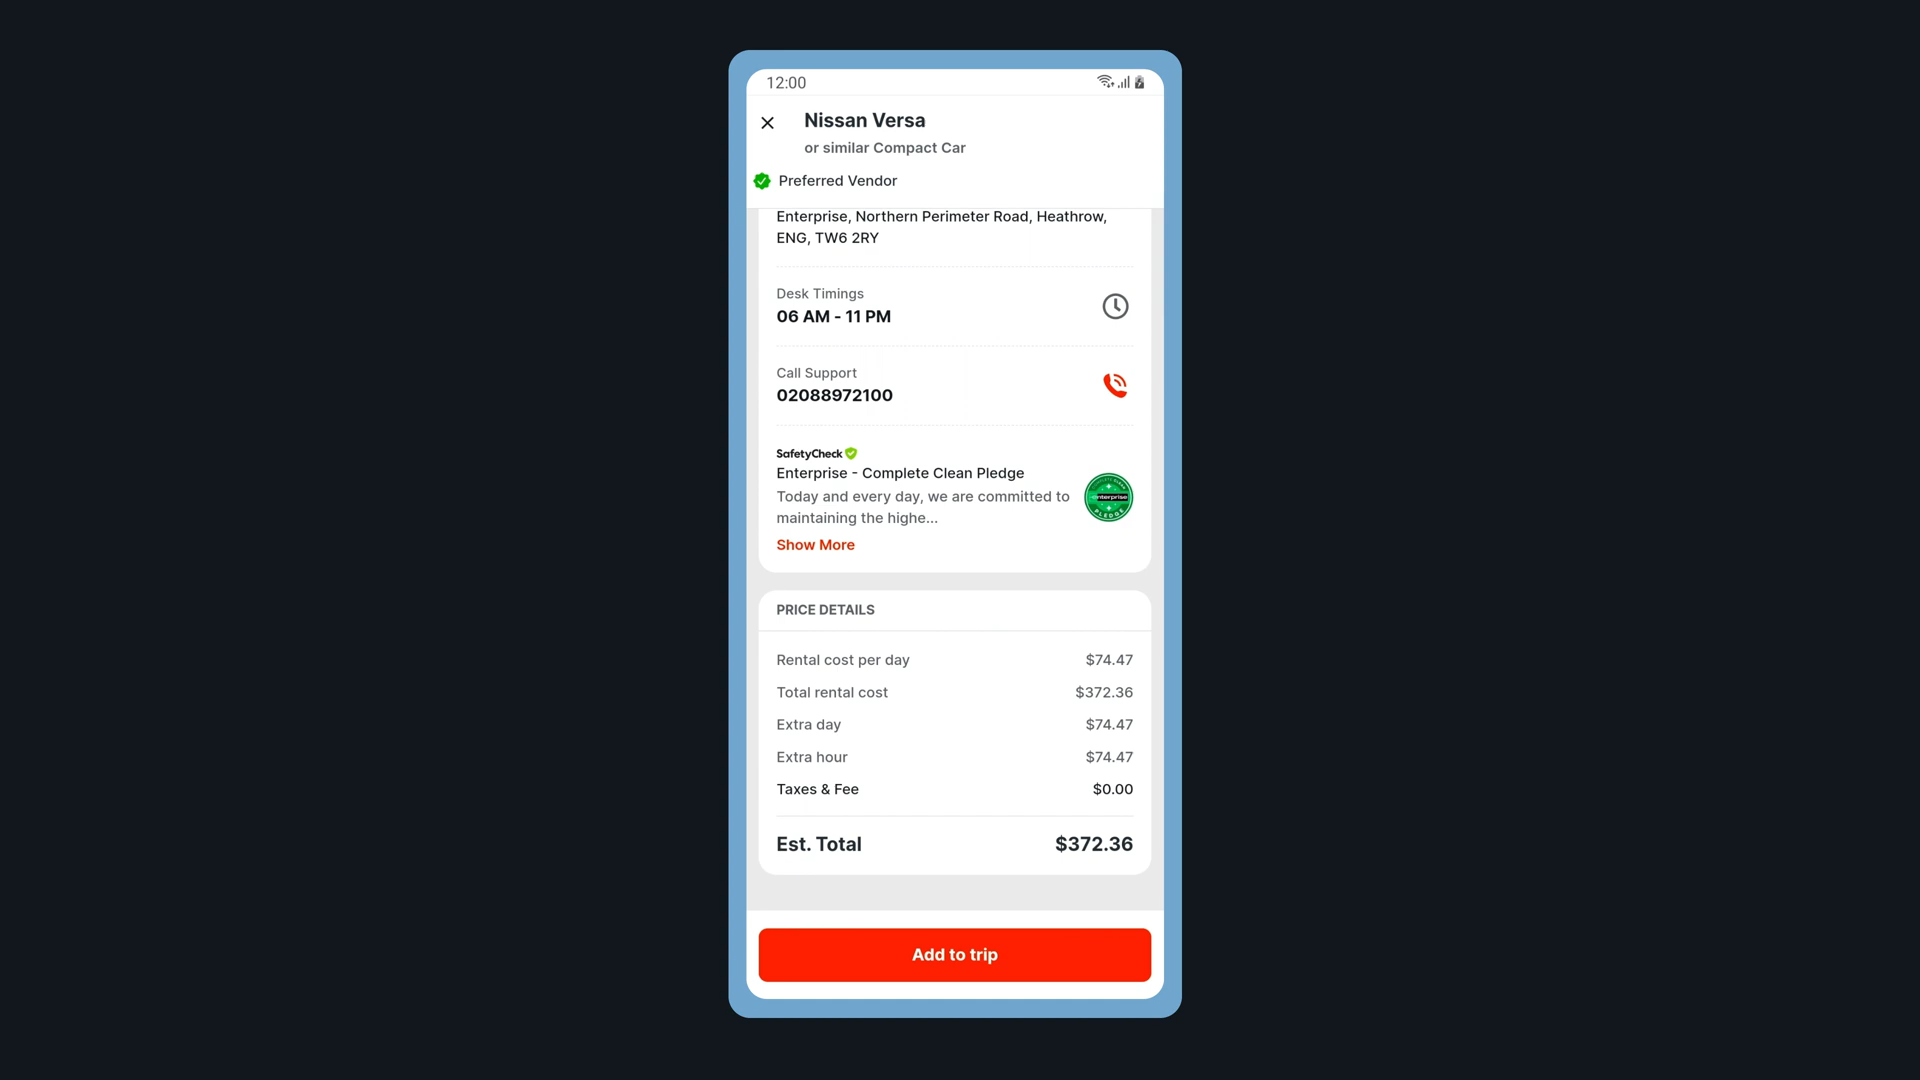 12:00
Nissan Versa
or similar Compact Car
Preferred Vendor
Enterprise, Northern Perimeter Road, Heathrow,
ENG, TW6 2RY
Desk Timings
06 AM - 11 PM
Call Support
02088972100
SafetyCheck
Enterprise - Complete Clean Pledge
Today and every day, we are committed to
maintaining the highe...
COMPLETE CLEAN
enterprise
PLEDGE
Show More
PRICE DETAILS
Rental cost per day $74.47
Total rental cost $372.36
Extra day $74.47
Extra hour $74.47
Taxes & Fee $0.00
Est. Total $372.36
Add to trip